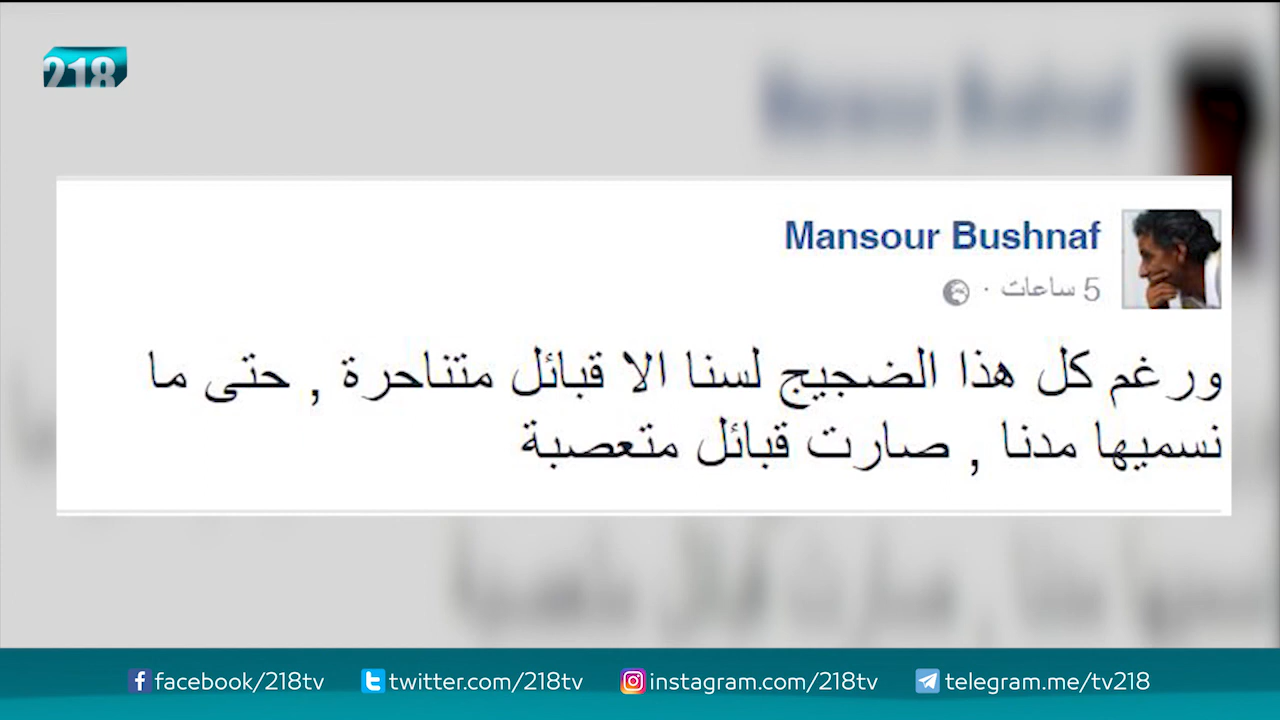 218
Mansour Bushnaf
5 ساعات ·
ورغم كل هذا الضجيج لسنا الا قبائل متناحرة , حتى ما
نسميها مدنا , صارت قبائل متعصبة
facebook/218tv twitter.com/218tv instagram.com/218tv telegram.me/tv218